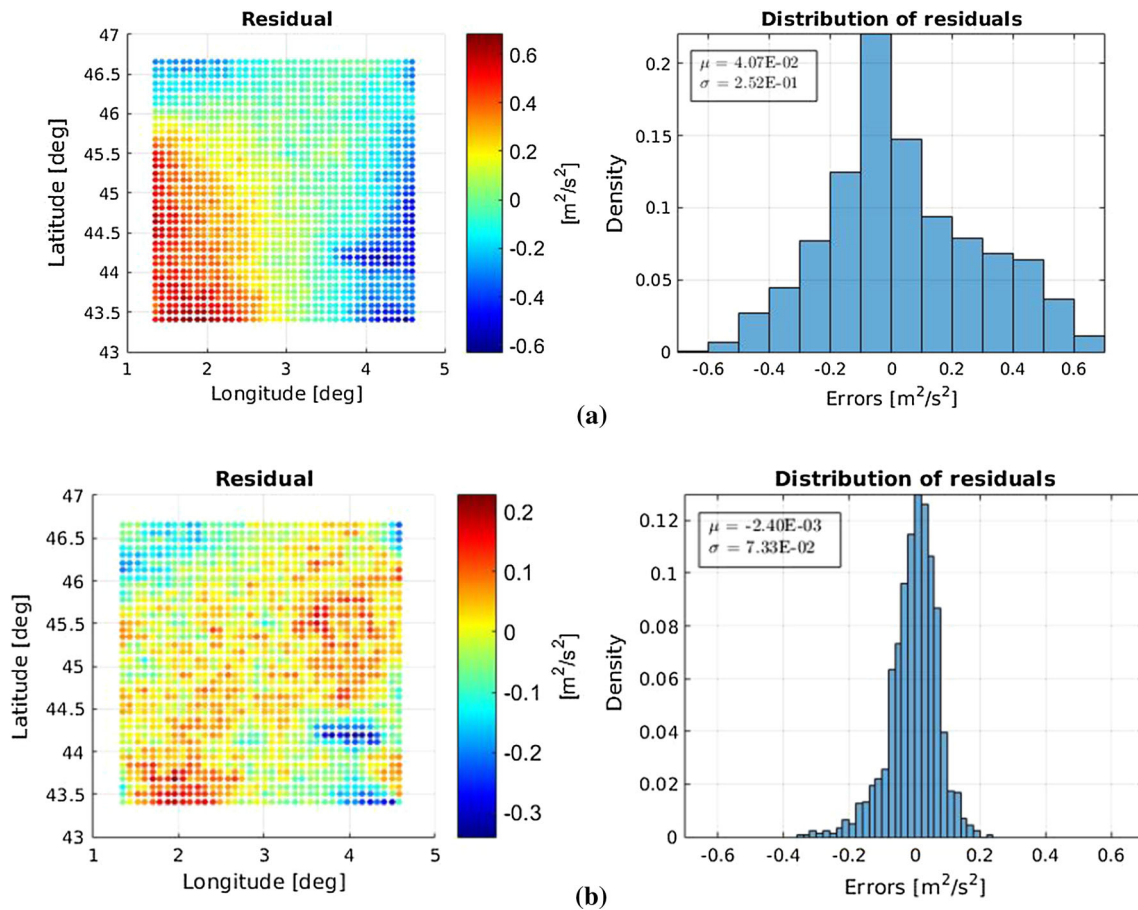 Residual
47
46.5
46
45.5
45
44.5
44
43.5
43
1 2 3 4 5
Latitude [deg]
Longitude [deg]
0.6
0.4
0.2
0
-0.2
-0.4
-0.6
[m²/s²]
Distribution of residuals
μ = 4.07E-02
σ = 2.52E-01
0.2
0.15
0.1
0.05
0
-0.6 -0.4 -0.2 0 0.2 0.4 0.6
Density
Errors [m²/s²]
(a)
Residual
47
46.5
46
45.5
45
44.5
44
43.5
43
1 2 3 4 5
Latitude [deg]
Longitude [deg]
0.2
0.1
0
-0.1
-0.2
-0.3
[m²/s²]
Distribution of residuals
μ = -2.40E-03
σ = 7.33E-02
0.12
0.1
0.08
0.06
0.04
0.02
0
-0.6 -0.4 -0.2 0 0.2 0.4 0.6
Density
Errors [m²/s²]
(b)